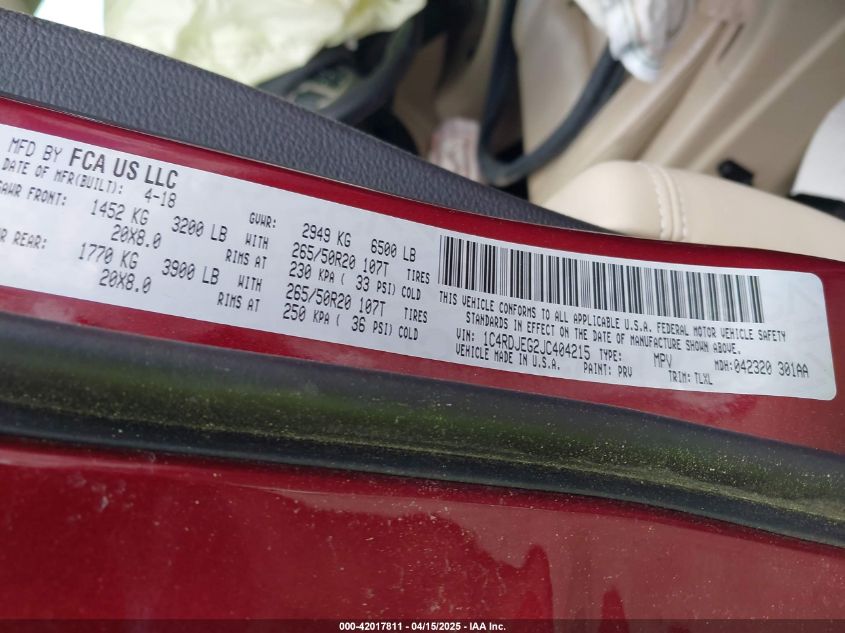 MFD BY FCA US LLC
DATE OF MFR(BUILT): 4-18
GAWR FRONT: 1452 KG 3200 LB WITH GVWR: 2949 KG 6500 LB
20X8.0 RIMS AT 265/50R20 107T TIRES
230 KPA ( 33 PSI) COLD
REAR: 1770 KG 3900 LB WITH 265/50R20 107T TIRES
20X8.0 RIMS AT 250 KPA ( 36 PSI) COLD
THIS VEHICLE CONFORMS TO ALL APPLICABLE U.S.A. FEDERAL MOTOR VEHICLE SAFETY
STANDARDS IN EFFECT ON THE DATE OF MANUFACTURE SHOWN ABOVE.
VIN: 1C4RDJEG2JC404215 TYPE: MPV MDH:042320 301AA
VEHICLE MADE IN U.S.A. PAINT: PRV TRIM: TLXL
000-42017811 - 04/15/2025 - IAA Inc.